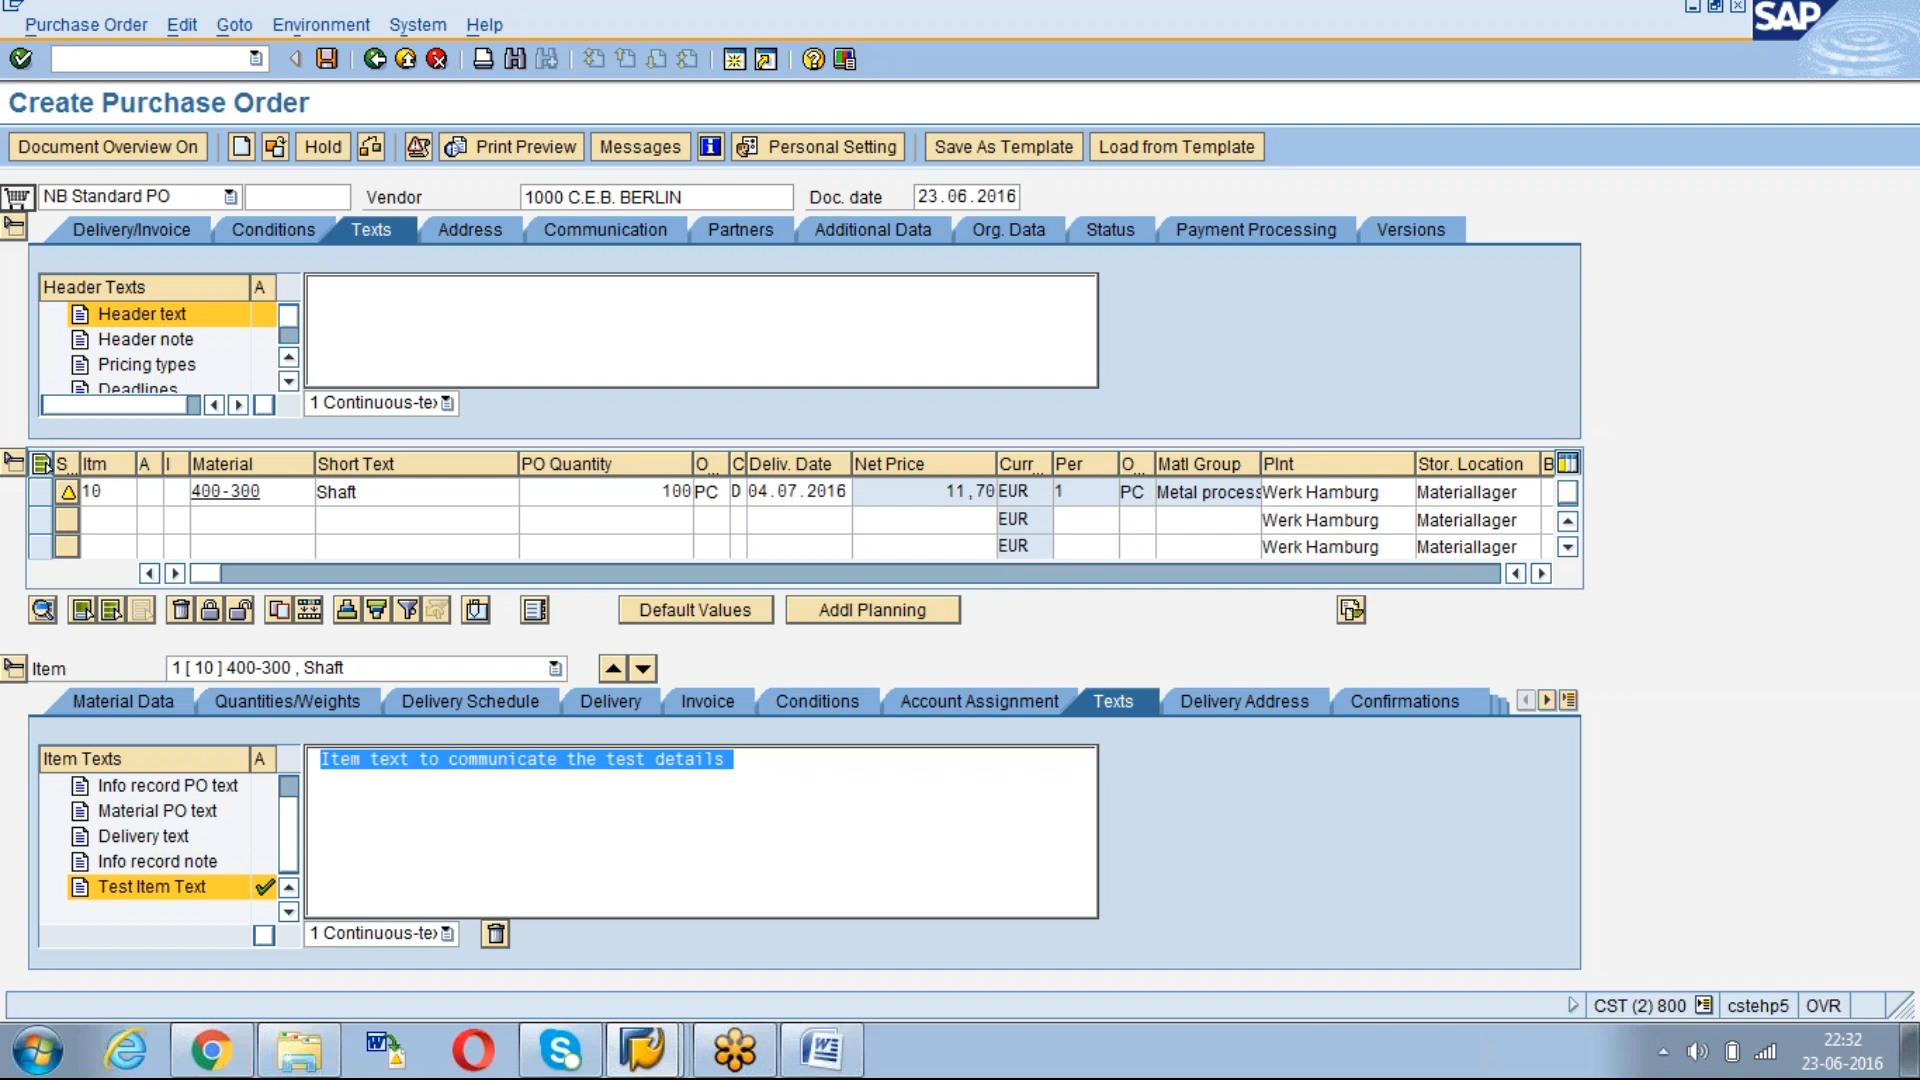 Purchase Order Edit Goto Environment System Help
SAP
Create Purchase Order
Document Overview On Hold Print Preview Messages Personal Setting Save As Template Load from Template
NB Standard PO Vendor 1000 C.E.B. BERLIN Doc. date 23.06.2016
Delivery/Invoice Conditions Texts Address Communication Partners Additional Data Org. Data Status Payment Processing Versions
Header Texts A
Header text
Header note
Pricing types
Deadlines
1 Continuous-te
S.. Itm A I Material Short Text PO Quantity O... C Deliv. Date Net Price Curr... Per O... Matl Group Plnt Stor. Location B
10 400-300 Shaft 100 PC D 04.07.2016 11,70 EUR 1 PC Metal process Werk Hamburg Materiallager
EUR Werk Hamburg Materiallager
EUR Werk Hamburg Materiallager
Default Values Addl Planning
Item 1 [ 10 ] 400-300 , Shaft
Material Data Quantities/Weights Delivery Schedule Delivery Invoice Conditions Account Assignment Texts Delivery Address Confirmations
Item Texts A
Item text to communicate the test details
Info record PO text
Material PO text
Delivery text
Info record note
Test Item Text
1 Continuous-te
CST (2) 800 cstehp5 OVR
22:32
23-06-2016